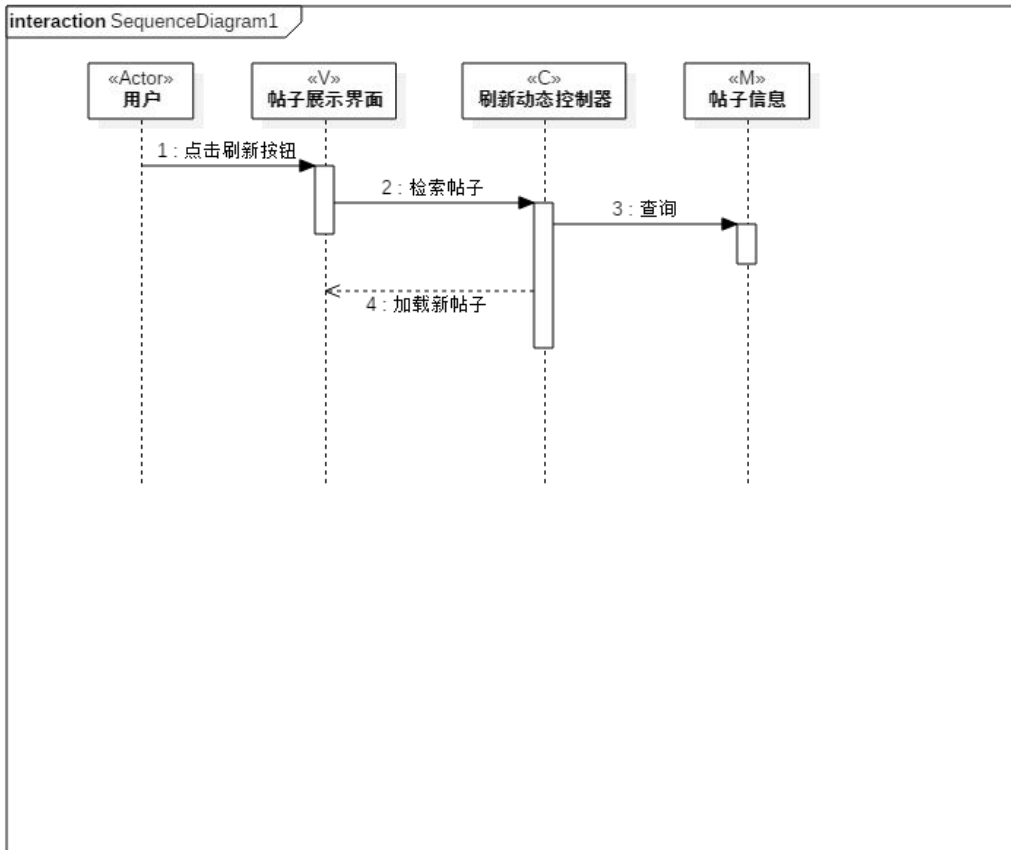 interaction SequenceDiagram1
«Actor»
用户
«V»
帖子展示界面
«C»
刷新动态控制器
«M»
帖子信息
1 : 点击刷新按钮
2 : 检索帖子
3 : 查询
4 : 加载新帖子